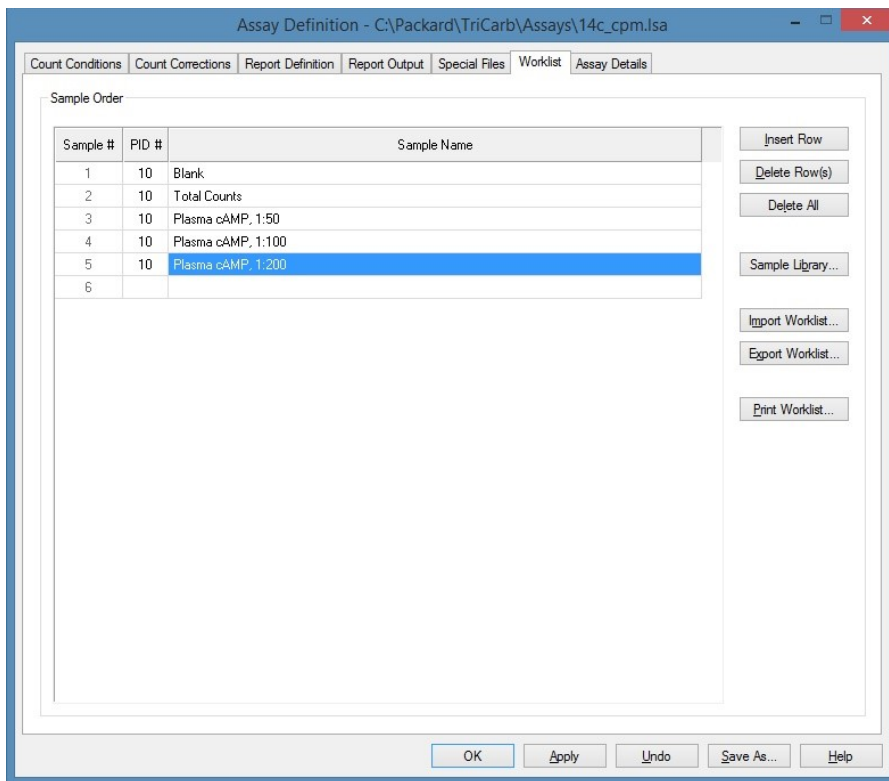 Assay Definition - C:\Packard\TriCarb\Assays\14c_cpm.lsa
Count Conditions Count Corrections Report Definition Report Output Special Files Worklist Assay Details
Sample Order
Sample # PID # Sample Name
1 10 Blank
2 10 Total Counts
3 10 Plasma cAMP, 1:50
4 10 Plasma cAMP, 1:100
5 10 Plasma cAMP, 1:200
6
Insert Row
Delete Row(s)
Delete All
Sample Library...
Import Worklist...
Export Worklist...
Print Worklist...
OK Apply Undo Save As... Help